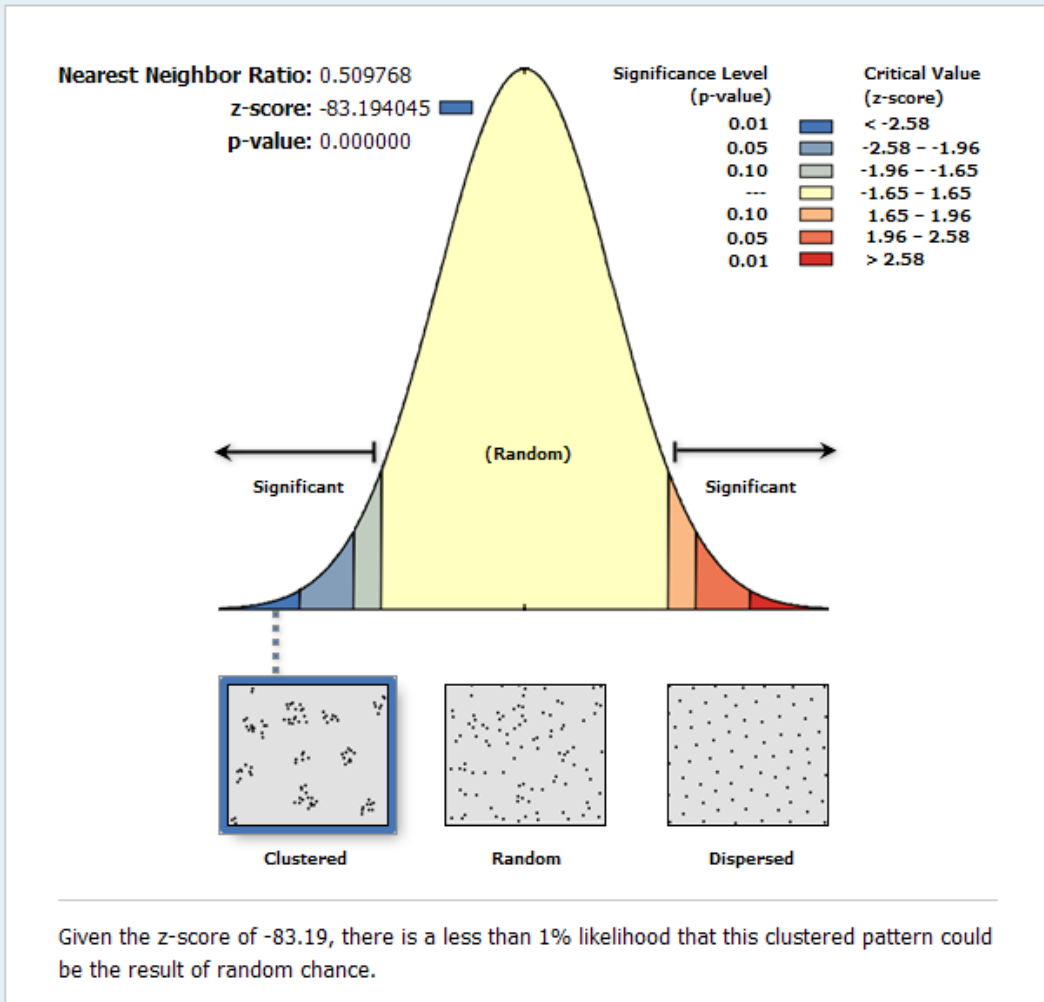 Nearest Neighbor Ratio: 0.509768
z-score: -83.194045
p-value: 0.000000
Significance Level
(p-value)
Critical Value
(z-score)
0.01 < -2.58
0.05 -2.58 – -1.96
0.10 -1.96 – -1.65
--- -1.65 – 1.65
0.10 1.65 – 1.96
0.05 1.96 – 2.58
0.01 > 2.58
(Random)
Significant Significant
Clustered Random Dispersed
Given the z-score of -83.19, there is a less than 1% likelihood that this clustered pattern could
be the result of random chance.